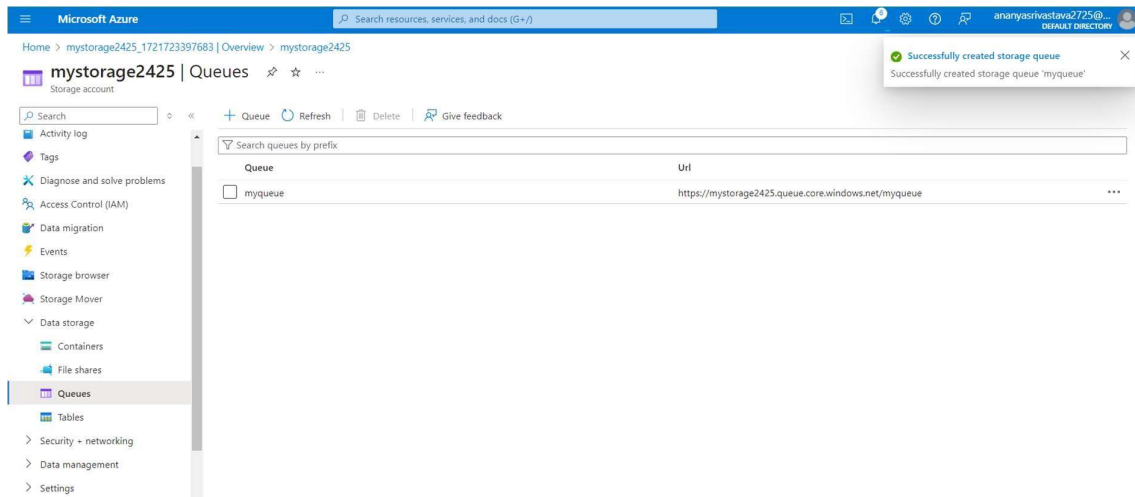 Microsoft Azure
Search resources, services, and docs (G+/)
ananyasrivastava2725@...
DEFAULT DIRECTORY
Home > mystorage2425_1721723397683 | Overview > mystorage2425
mystorage2425 | Queues
Storage account
Successfully created storage queue
Successfully created storage queue 'myqueue'
Search
+ Queue Refresh Delete Give feedback
Activity log
Tags
Diagnose and solve problems
Access Control (IAM)
Data migration
Events
Storage browser
Storage Mover
Data storage
Containers
File shares
Queues
Tables
Security + networking
Data management
Settings
Search queues by prefix
Queue Url
myqueue https://mystorage2425.queue.core.windows.net/myqueue